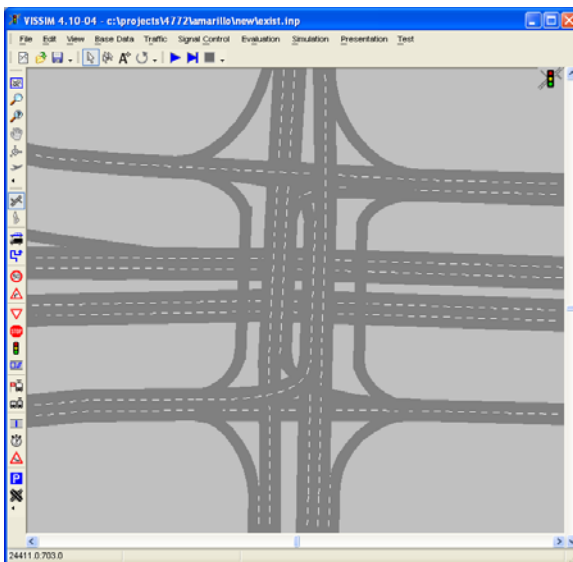 VISSIM 4.10-04 - c:\projects\4772\amarillo\new\exist.inp
File Edit View Base Data Traffic Signal Control Evaluation Simulation Presentation Test
STOP
P
24411.0:703.0